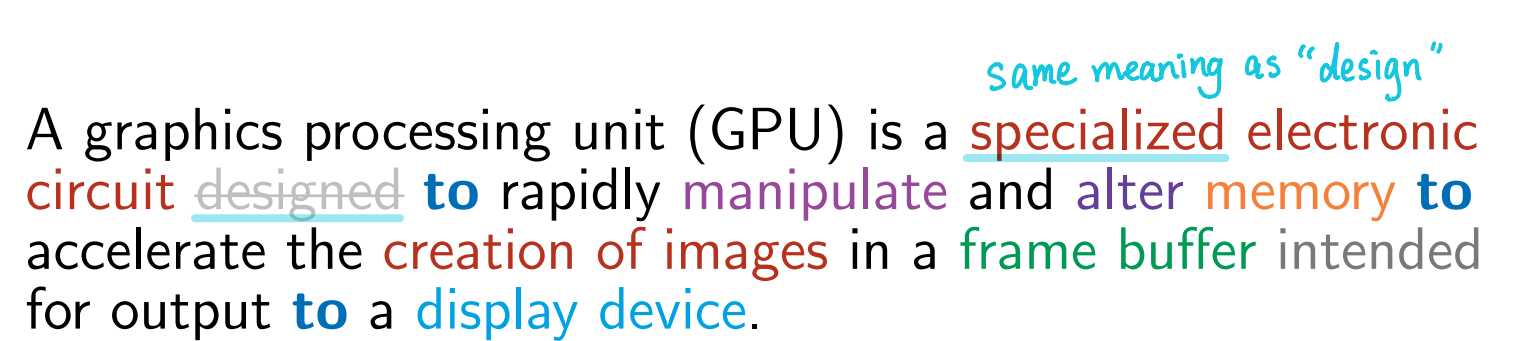 same meaning as “design”
A graphics processing unit (GPU) is a specialized electronic
circuit designed to rapidly manipulate and alter memory to
accelerate the creation of images in a frame buffer intended
for output to a display device.